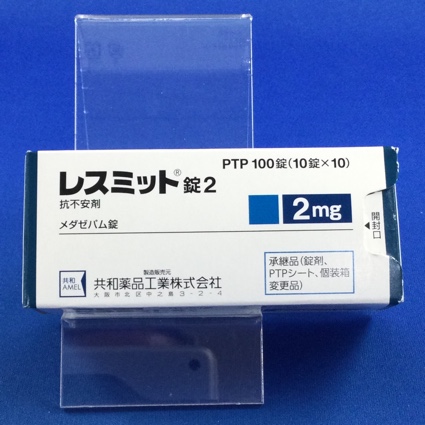 PTP 100錠(10錠×10)
レスミット®錠2
抗不安剤
2mg
メダゼパム錠
開封口
共和
AMEL
製造販売元
共和薬品工業株式会社
大阪市北区中之島3-2-4
承継品(錠剤、
PTPシート、個装箱
変更品)